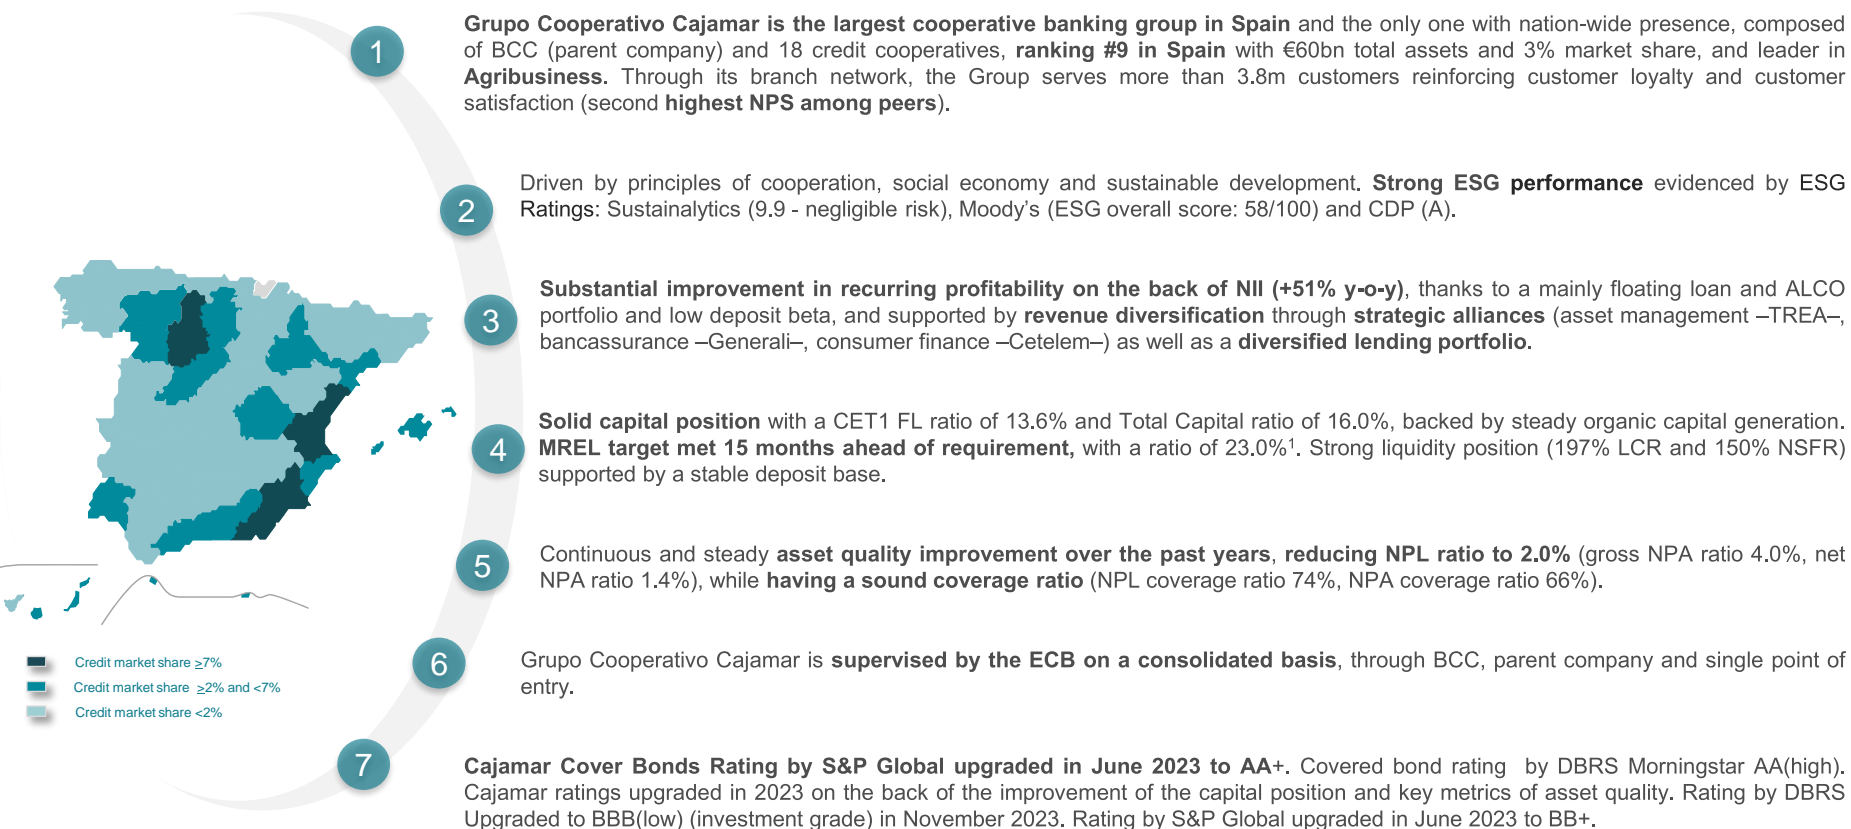 1
Grupo Cooperativo Cajamar is the largest cooperative banking group in Spain and the only one with nation-wide presence, composed
of BCC (parent company) and 18 credit cooperatives, ranking #9 in Spain with €60bn total assets and 3% market share, and leader in
Agribusiness. Through its branch network, the Group serves more than 3.8m customers reinforcing customer loyalty and customer
satisfaction (second highest NPS among peers).
2
Driven by principles of cooperation, social economy and sustainable development. Strong ESG performance evidenced by ESG
Ratings: Sustainalytics (9.9 - negligible risk), Moody's (ESG overall score: 58/100) and CDP (A).
3
Substantial improvement in recurring profitability on the back of NII (+51% y-o-y), thanks to a mainly floating loan and ALCO
portfolio and low deposit beta, and supported by revenue diversification through strategic alliances (asset management –TREA–,
bancassurance –Generali–, consumer finance –Cetelem–) as well as a diversified lending portfolio.
4
Solid capital position with a CET1 FL ratio of 13.6% and Total Capital ratio of 16.0%, backed by steady organic capital generation.
MREL target met 15 months ahead of requirement, with a ratio of 23.0%¹. Strong liquidity position (197% LCR and 150% NSFR)
supported by a stable deposit base.
5
Continuous and steady asset quality improvement over the past years, reducing NPL ratio to 2.0% (gross NPA ratio 4.0%, net
NPA ratio 1.4%), while having a sound coverage ratio (NPL coverage ratio 74%, NPA coverage ratio 66%).
6
Grupo Cooperativo Cajamar is supervised by the ECB on a consolidated basis, through BCC, parent company and single point of
entry.
7
Cajamar Cover Bonds Rating by S&P Global upgraded in June 2023 to AA+. Covered bond rating by DBRS Morningstar AA(high).
Cajamar ratings upgraded in 2023 on the back of the improvement of the capital position and key metrics of asset quality. Rating by DBRS
Upgraded to BBB(low) (investment grade) in November 2023. Rating by S&P Global upgraded in June 2023 to BB+.
Credit market share ≥7%
Credit market share ≥2% and <7%
Credit market share <2%